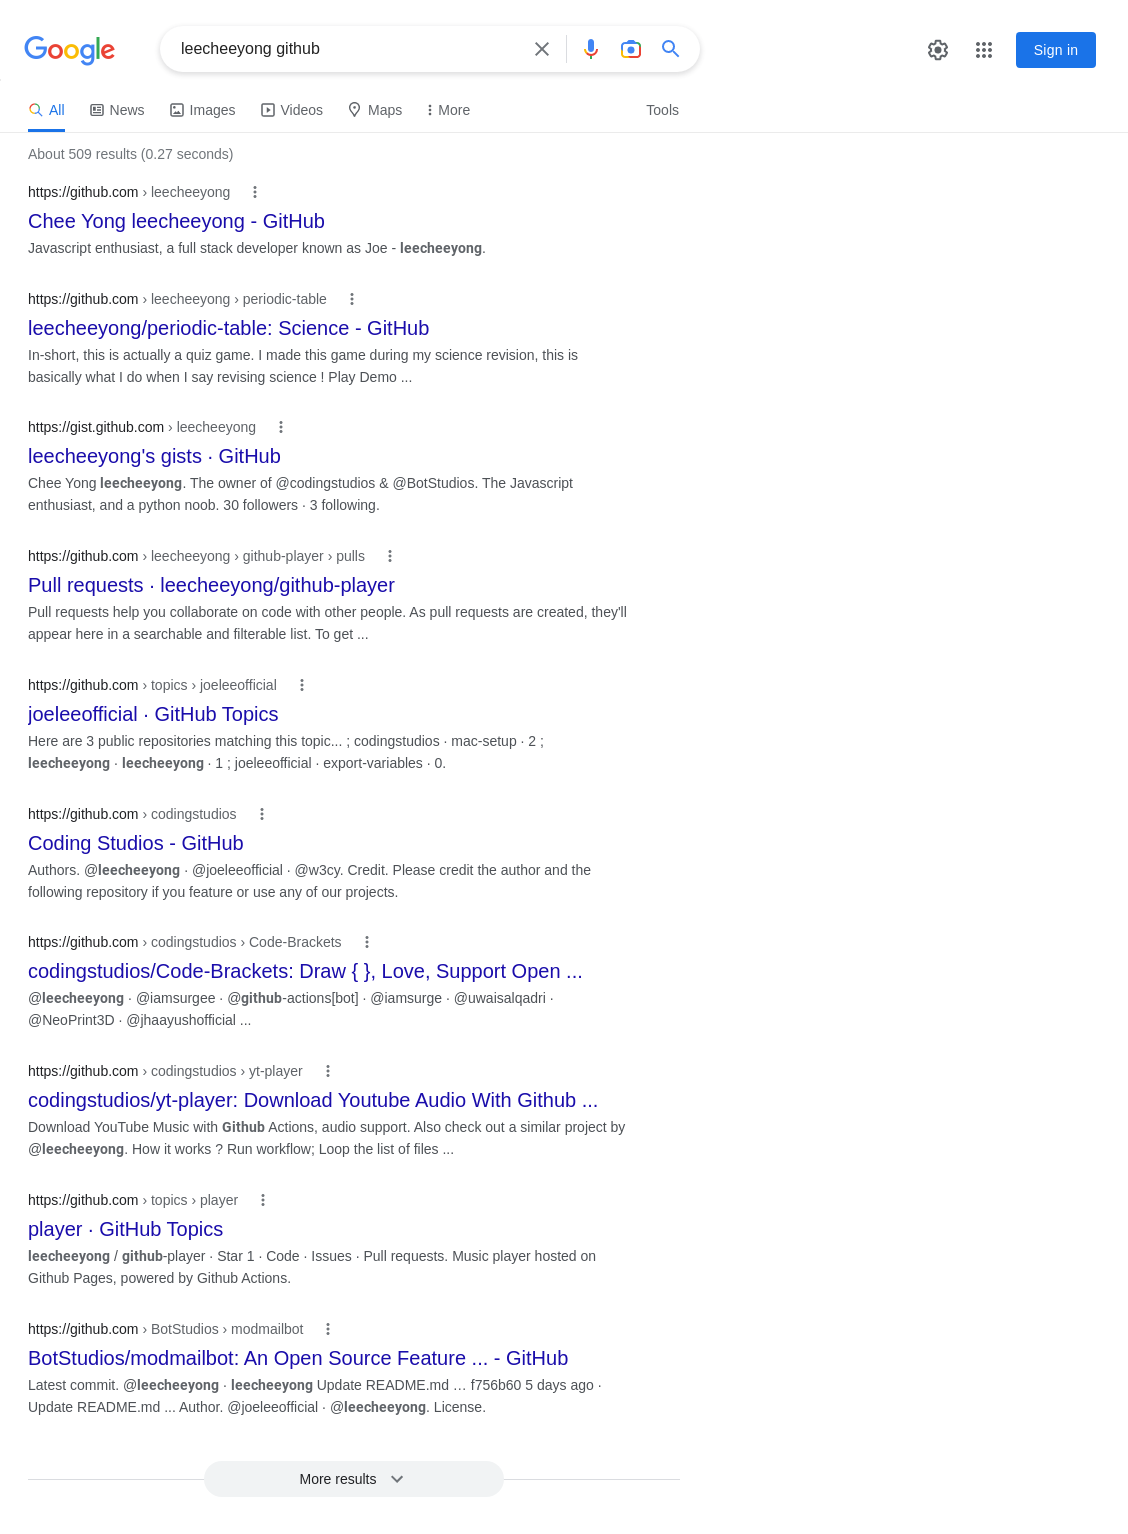 Google
leecheeyong github
Sign in
All News Images Videos Maps More Tools
About 509 results (0.27 seconds)
https://github.com › leecheeyong
Chee Yong leecheeyong - GitHub
Javascript enthusiast, a full stack developer known as Joe - leecheeyong.
https://github.com › leecheeyong › periodic-table
leecheeyong/periodic-table: Science - GitHub
In-short, this is actually a quiz game. I made this game during my science revision, this is
basically what I do when I say revising science ! Play Demo ...
https://gist.github.com › leecheeyong
leecheeyong's gists · GitHub
Chee Yong leecheeyong. The owner of @codingstudios & @BotStudios. The Javascript
enthusiast, and a python noob. 30 followers · 3 following.
https://github.com › leecheeyong › github-player › pulls
Pull requests · leecheeyong/github-player
Pull requests help you collaborate on code with other people. As pull requests are created, they'll
appear here in a searchable and filterable list. To get ...
https://github.com › topics › joeleeofficial
joeleeofficial · GitHub Topics
Here are 3 public repositories matching this topic... ; codingstudios · mac-setup · 2 ;
leecheeyong · leecheeyong · 1 ; joeleeofficial · export-variables · 0.
https://github.com › codingstudios
Coding Studios - GitHub
Authors. @leecheeyong · @joeleeofficial · @w3cy. Credit. Please credit the author and the
following repository if you feature or use any of our projects.
https://github.com › codingstudios › Code-Brackets
codingstudios/Code-Brackets: Draw { }, Love, Support Open ...
@leecheeyong · @iamsurgee · @github-actions[bot] · @iamsurge · @uwaisalqadri ·
@NeoPrint3D · @jhaayushofficial ...
https://github.com › codingstudios › yt-player
codingstudios/yt-player: Download Youtube Audio With Github ...
Download YouTube Music with Github Actions, audio support. Also check out a similar project by
@leecheeyong. How it works ? Run workflow; Loop the list of files ...
https://github.com › topics › player
player · GitHub Topics
leecheeyong / github-player · Star 1 · Code · Issues · Pull requests. Music player hosted on
Github Pages, powered by Github Actions.
https://github.com › BotStudios › modmailbot
BotStudios/modmailbot: An Open Source Feature ... - GitHub
Latest commit. @leecheeyong · leecheeyong Update README.md … f756b60 5 days ago ·
Update README.md ... Author. @joeleeofficial · @leecheeyong. License.
More results